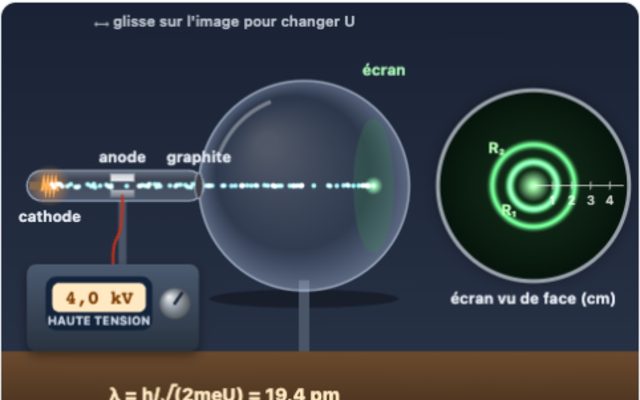 ↔ glisse sur l'image pour changer U
écran
anode graphite
cathode
R₂
R₁
1 2 3 4
4,0 kV
HAUTE TENSION
écran vu de face (cm)
λ = h/√(2meU) = 19,4 pm